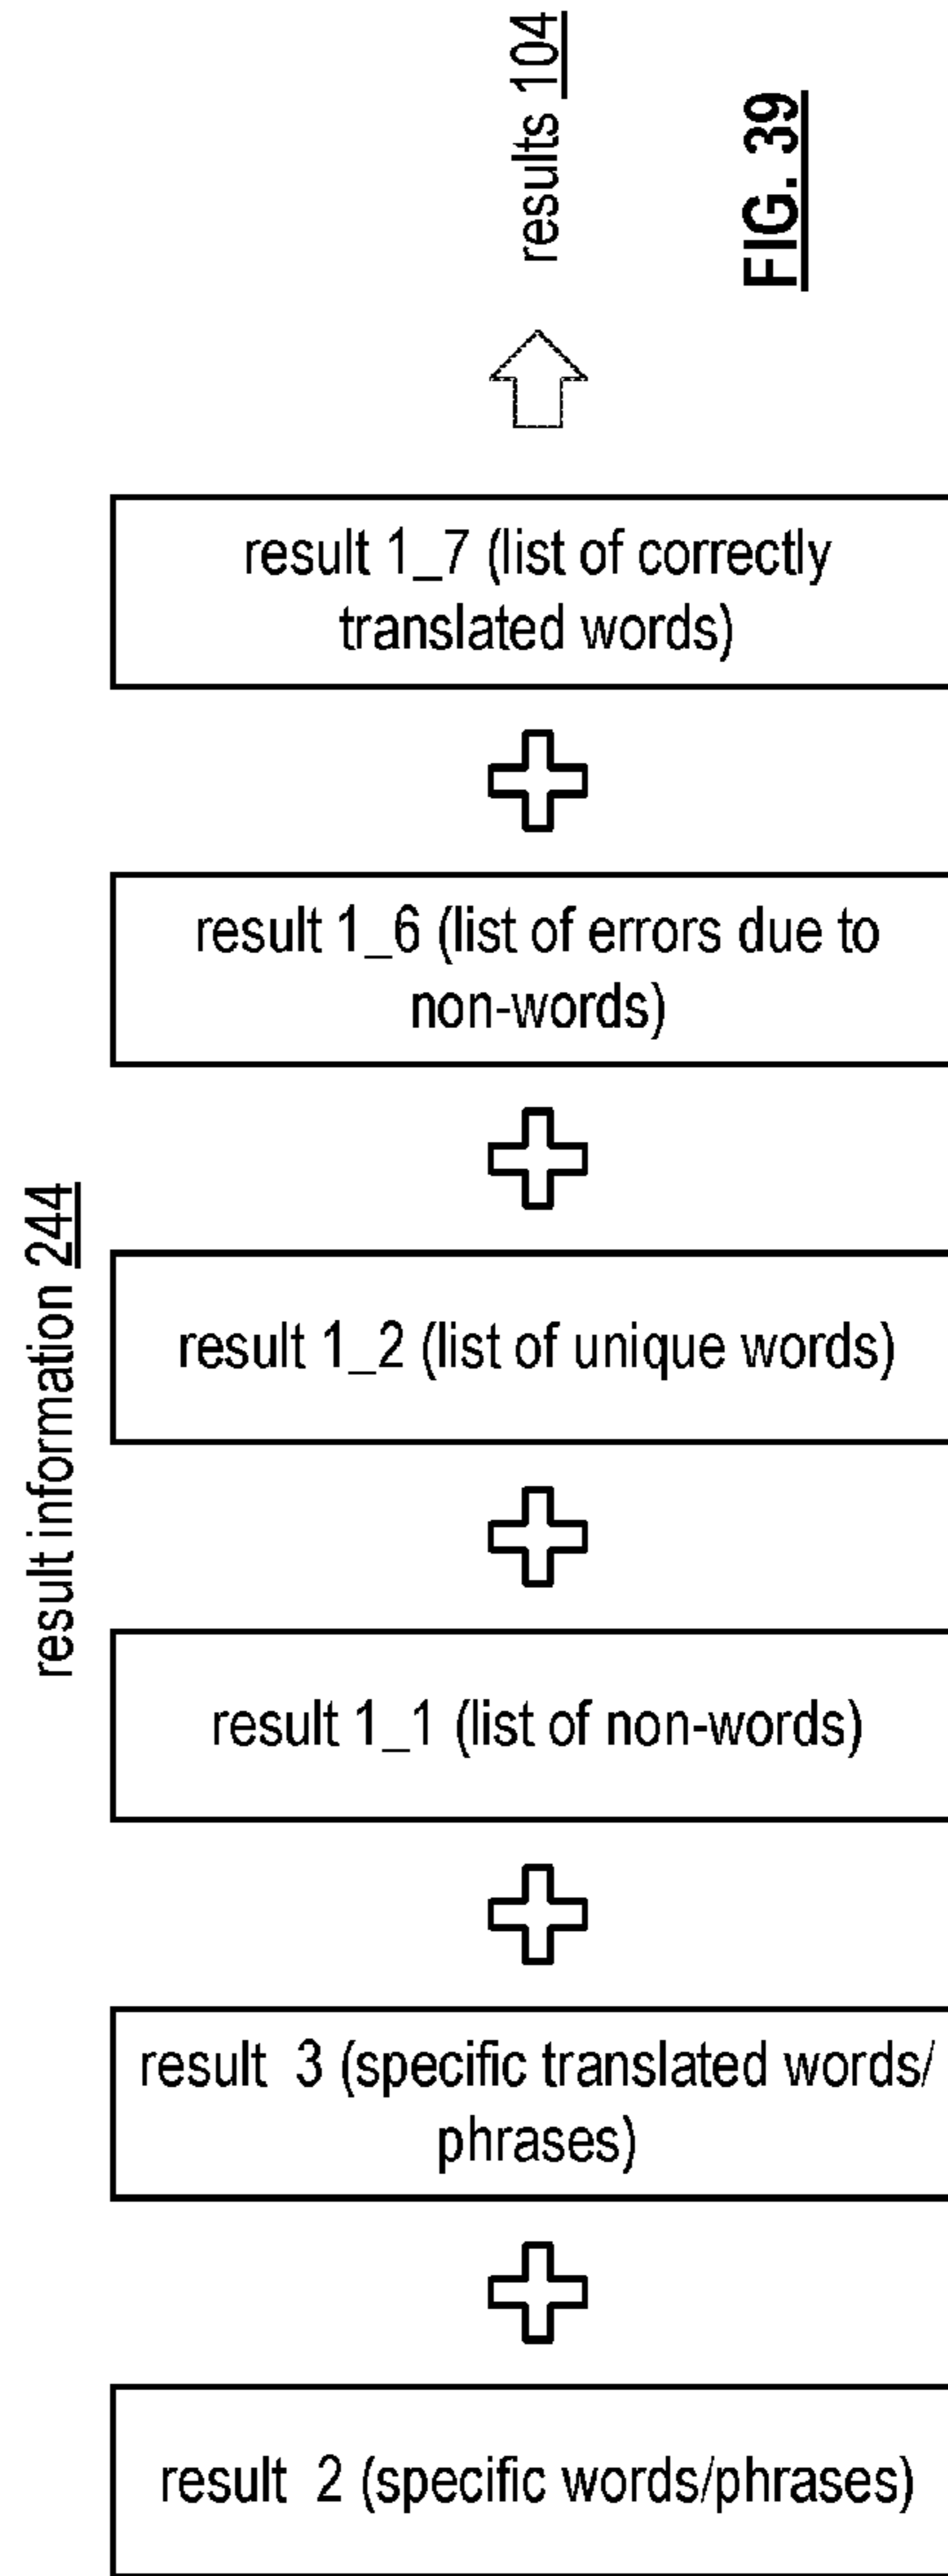 results 104
FIG. 39
result 1_7 (list of correctly
translated words)
result 1_6 (list of errors due to
non-words)
result information 244
result 1_2 (list of unique words)
result 1_1 (list of non-words)
result 3 (specific translated words/
phrases)
result 2 (specific words/phrases)